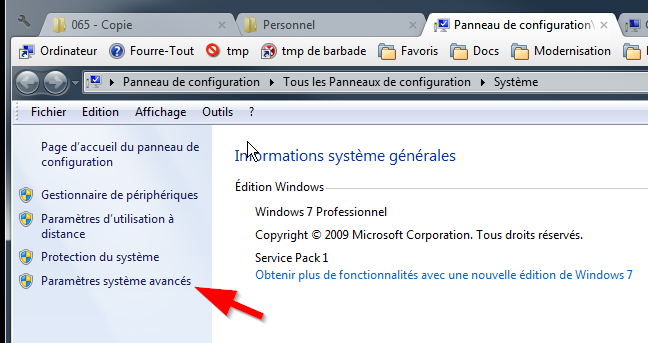 065 - Copie
Personnel
Panneau de configuration\
Ordinateur
Fourre-Tout
tmp
tmp de barbade
Favoris
Docs
Modernisation
Panneau de configuration
Tous les Panneaux de configuration
Système
Fichier
Edition
Affichage
Outils
?
Page d'accueil du panneau de
configuration
Gestionnaire de périphériques
Paramètres d'utilisation à
distance
Protection du système
Paramètres système avancés
Informations système générales
Édition Windows
Windows 7 Professionnel
Copyright © 2009 Microsoft Corporation. Tous droits réservés.
Service Pack 1
Obtenir plus de fonctionnalités avec une nouvelle édition de Windows 7